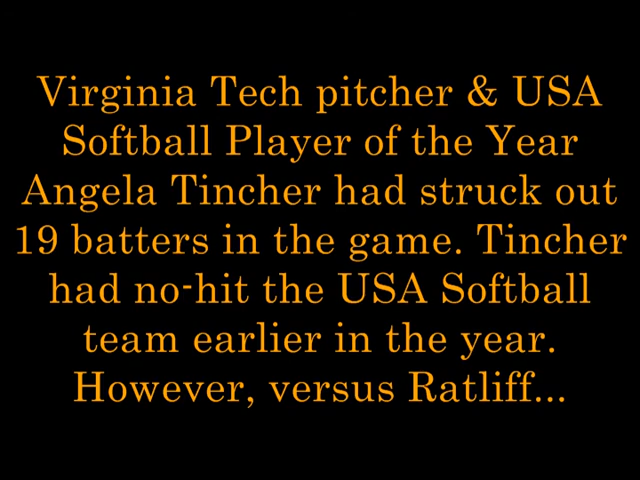 Virginia Tech pitcher & USA
Softball Player of the Year
Angela Tincher had struck out
19 batters in the game. Tincher
had no-hit the USA Softball
team earlier in the year.
However, versus Ratliff...